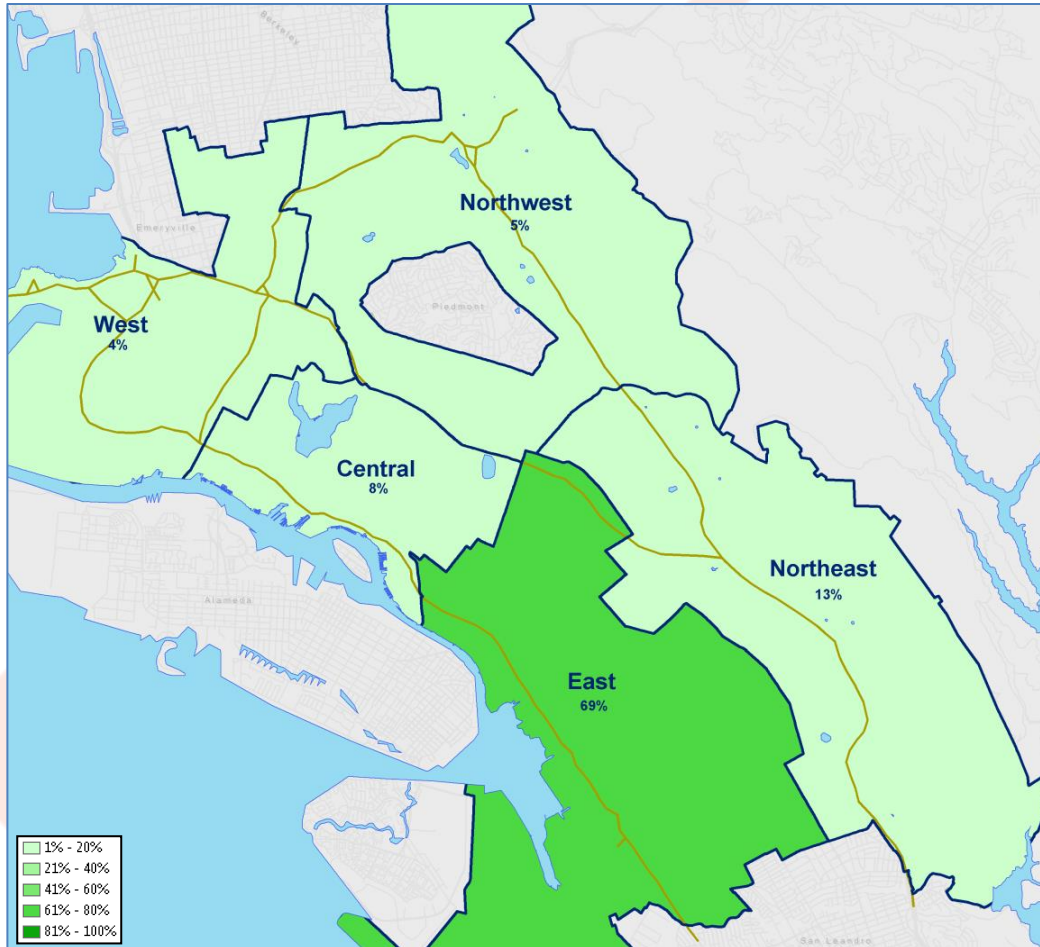 Berkeley
Northwest
5%
Emeryville
Piedmont
West
4%
Central
8%
Northeast
13%
Alameda
East
69%
1% - 20%
21% - 40%
41% - 60%
61% - 80%
81% - 100%
San Leandro